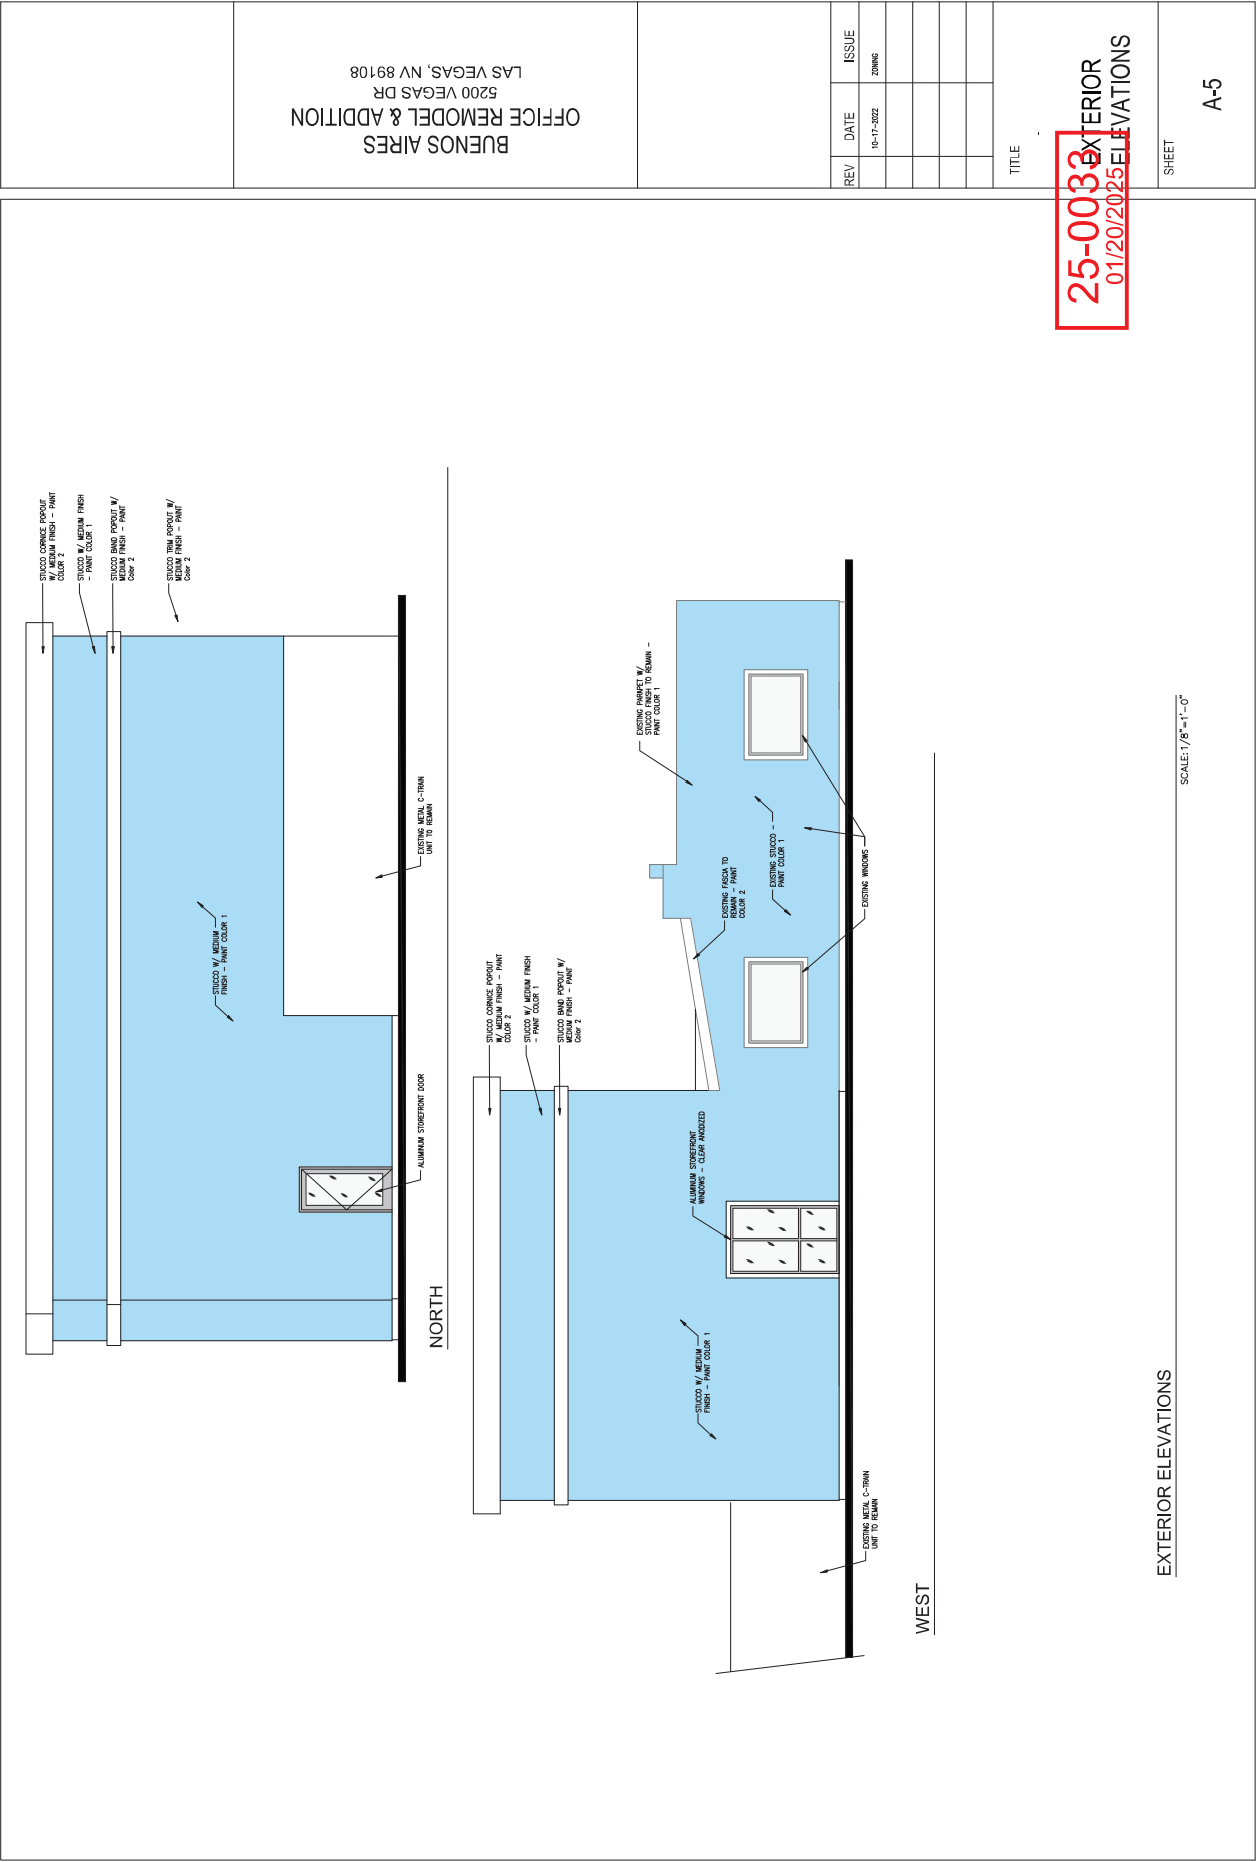 BUENOS AIRES
OFFICE REMODEL & ADDITION
5200 VEGAS DR
LAS VEGAS, NV 89108
REV DATE ISSUE
10-17-2022 ZONING
TITLE
-
EXTERIOR
ELEVATIONS
SHEET
A-5
25-0033
01/20/2025
STUCCO CORNICE POPOUT
W/ MEDIUM FINISH - PAINT
COLOR 2
STUCCO W/ MEDIUM FINISH
- PAINT COLOR 1
STUCCO BAND POPOUT W/
MEDIUM FINISH - PAINT
Color 2
STUCCO TRIM POPOUT W/
MEDIUM FINISH - PAINT
Color 2
STUCCO W/ MEDIUM
FINISH - PAINT COLOR 1
EXISTING METAL C-TRAIN
UNIT TO REMAIN
ALUMINUM STOREFRONT DOOR
NORTH
STUCCO CORNICE POPOUT
W/ MEDIUM FINISH - PAINT
COLOR 2
STUCCO W/ MEDIUM FINISH
- PAINT COLOR 1
STUCCO BAND POPOUT W/
MEDIUM FINISH - PAINT
Color 2
EXISTING PARAPET W/
STUCCO FINISH TO REMAIN -
PAINT COLOR 1
EXISTING FASCIA TO
REMAIN - PAINT
COLOR 2
EXISTING STUCCO -
PAINT COLOR 1
EXISTING WINDOWS
ALUMINUM STOREFRONT
WINDOWS - CLEAR ANODIZED
STUCCO W/ MEDIUM
FINISH - PAINT COLOR 1
EXISTING METAL C-TRAIN
UNIT TO REMAIN
WEST
EXTERIOR ELEVATIONS
SCALE: 1/8"=1'-0"